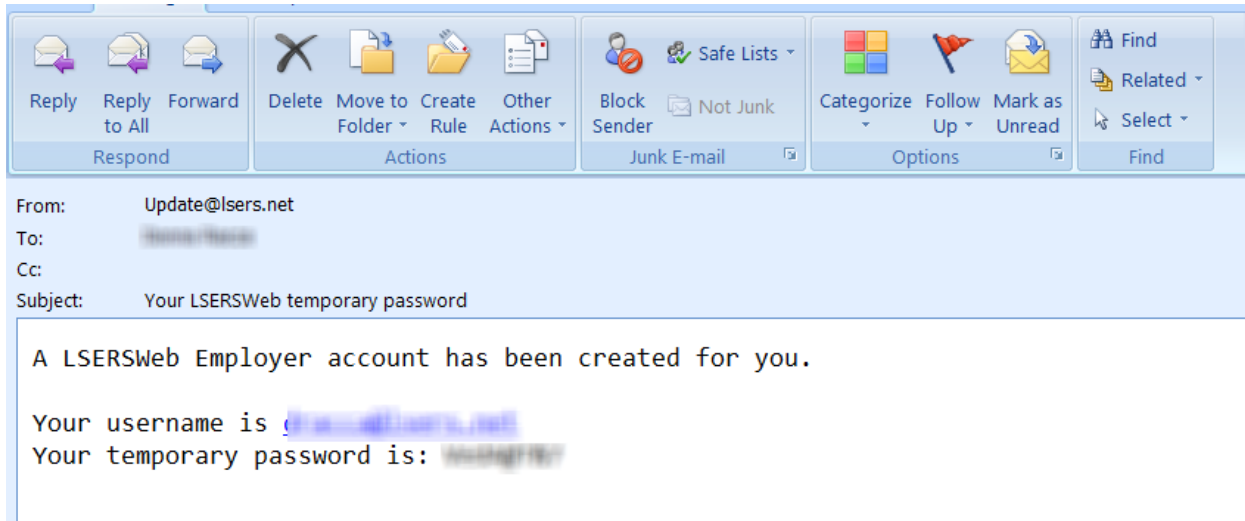 Reply
Reply to All
Forward
Respond
Delete
Move to Folder
Create Rule
Other Actions
Actions
Block Sender
Safe Lists
Not Junk
Junk E-mail
Categorize
Follow Up
Mark as Unread
Options
Find
Related
Select
Find
From: Update@lsers.net
To:
Cc:
Subject: Your LSERSWeb temporary password
A LSERSWeb Employer account has been created for you.
Your username is
Your temporary password is: